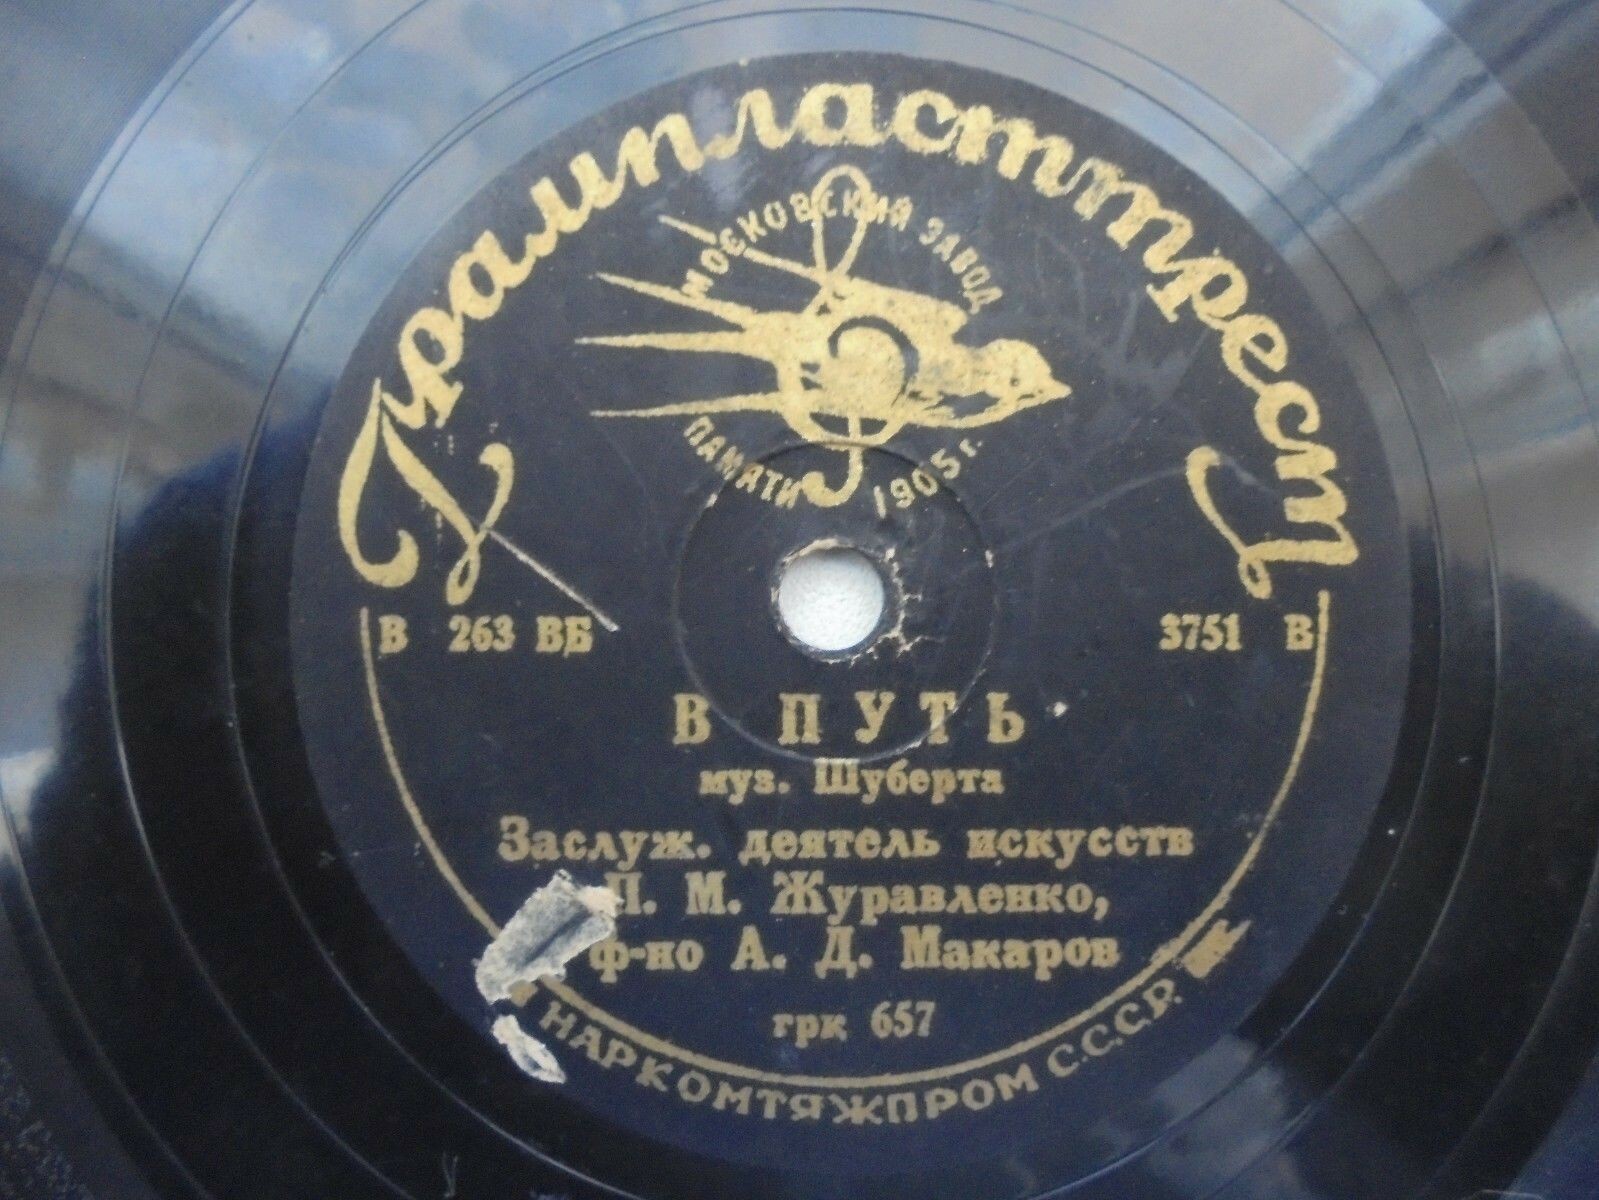 Грампласттрест
МОСКОВСКИЙ ЗАВОД
ПАМЯТИ 1905 г.
В 263 ВБ
3751 В
В ПУТЬ
муз. Шуберта
Заслуж. деятель искусств
П. М. Журавленко,
ф-но А. Д. Макаров
грк 657
НАРКОМТЯЖПРОМ С.С.С.Р.